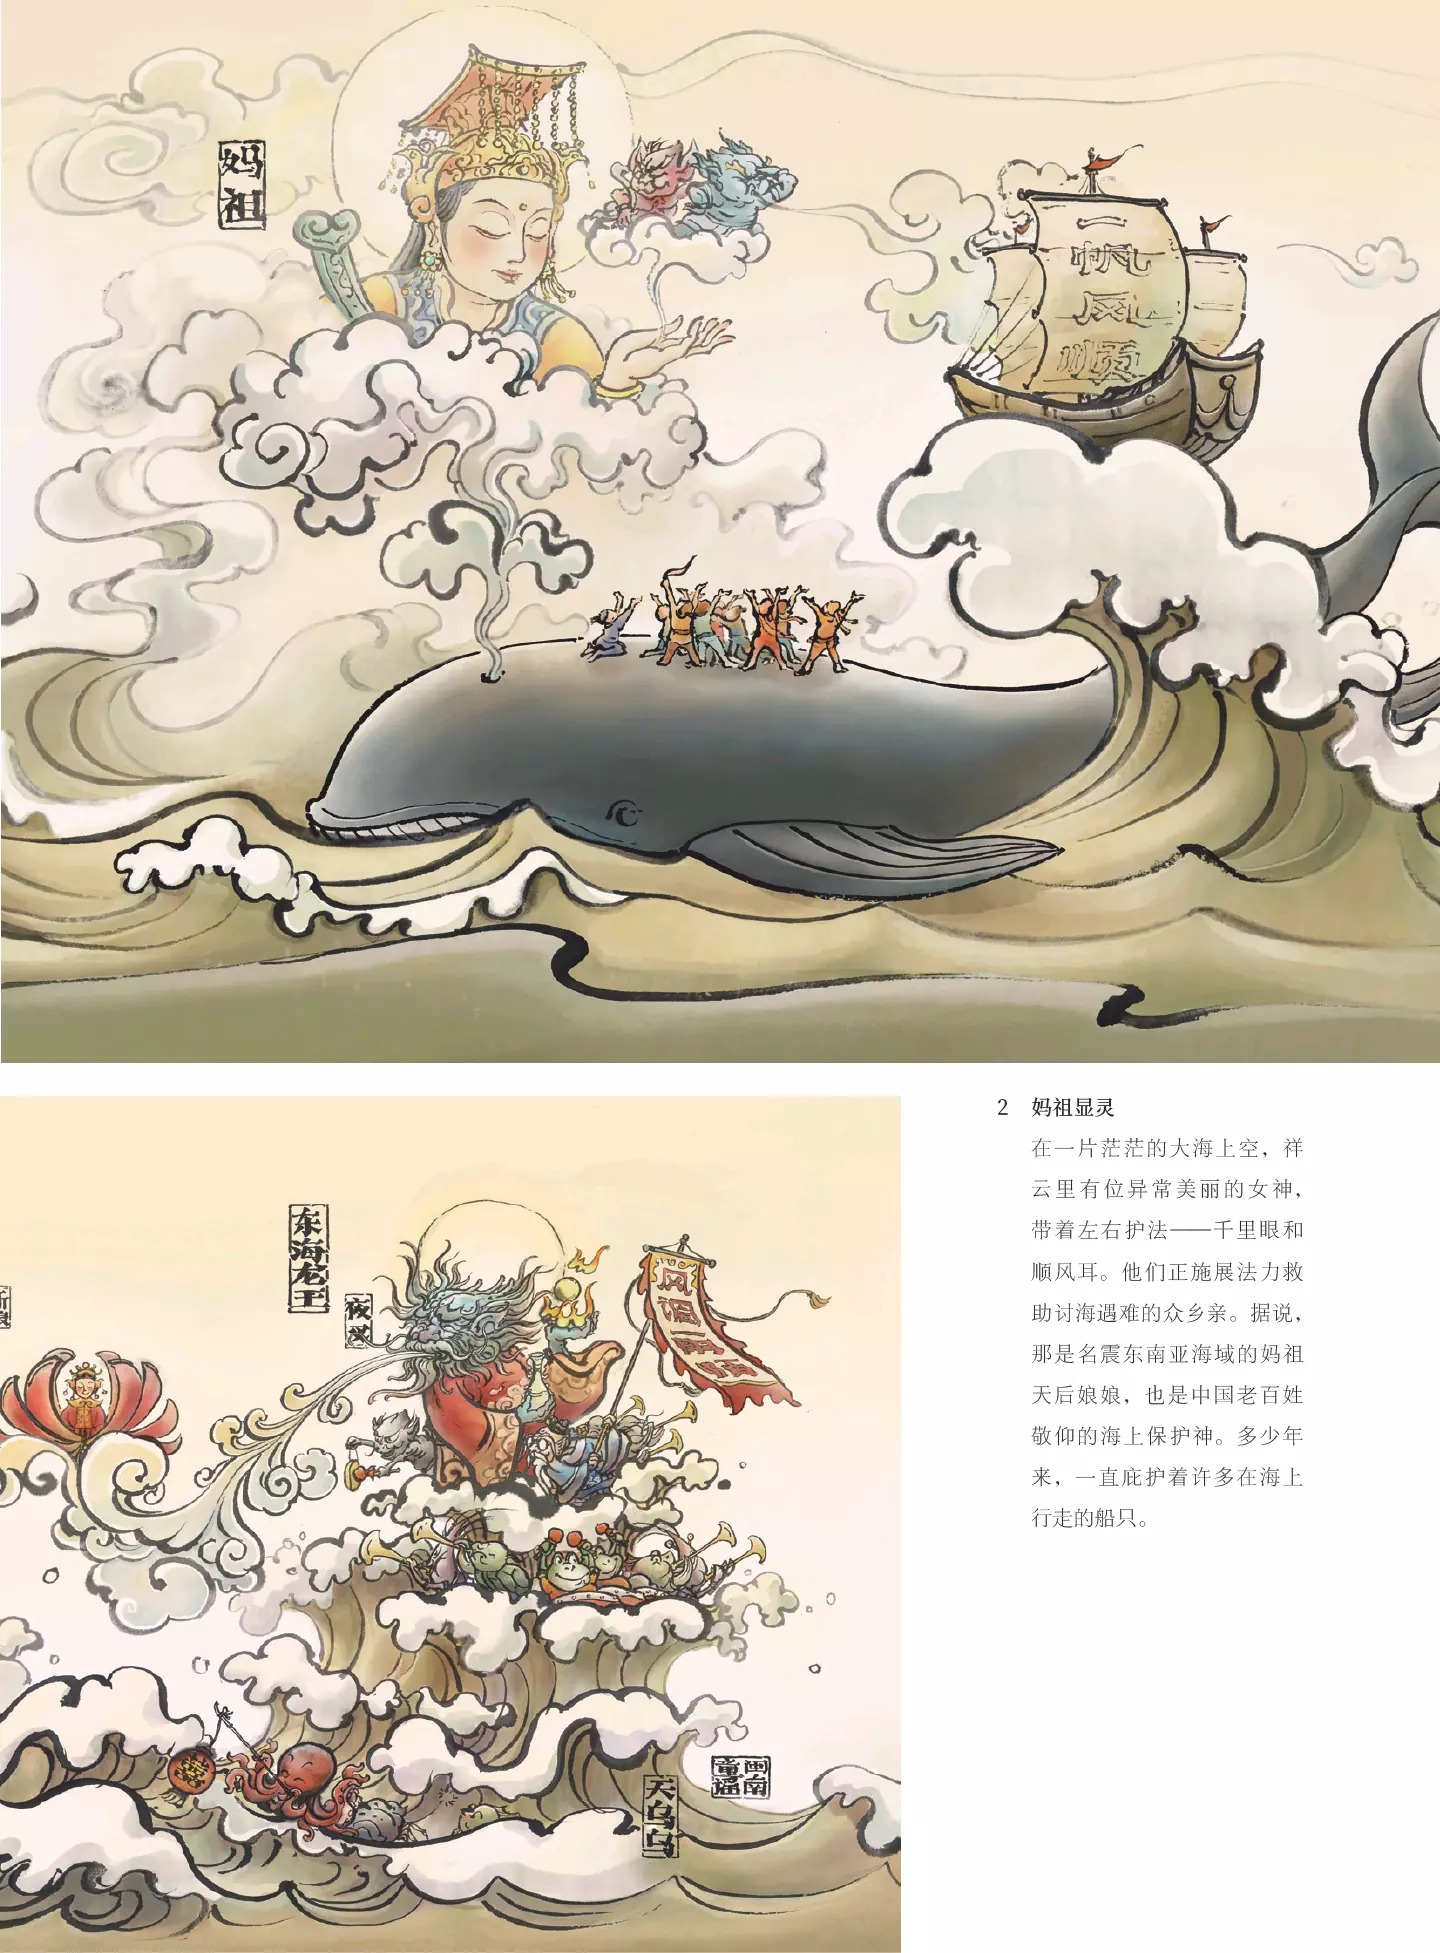 妈祖
一
帆
风
顺
2 妈祖显灵
在一片茫茫的大海上空，祥
云里有位异常美丽的女神，
带着左右护法——千里眼和
顺风耳。他们正施展法力救
助讨海遇难的众乡亲。据说，
那是名震东南亚海域的妈祖
天后娘娘，也是中国老百姓
敬仰的海上保护神。多少年
来，一直庇护着许多在海上
行走的船只。
东海龙王
夜叉
风调雨顺
囍
闽南
童谣
天乌乌